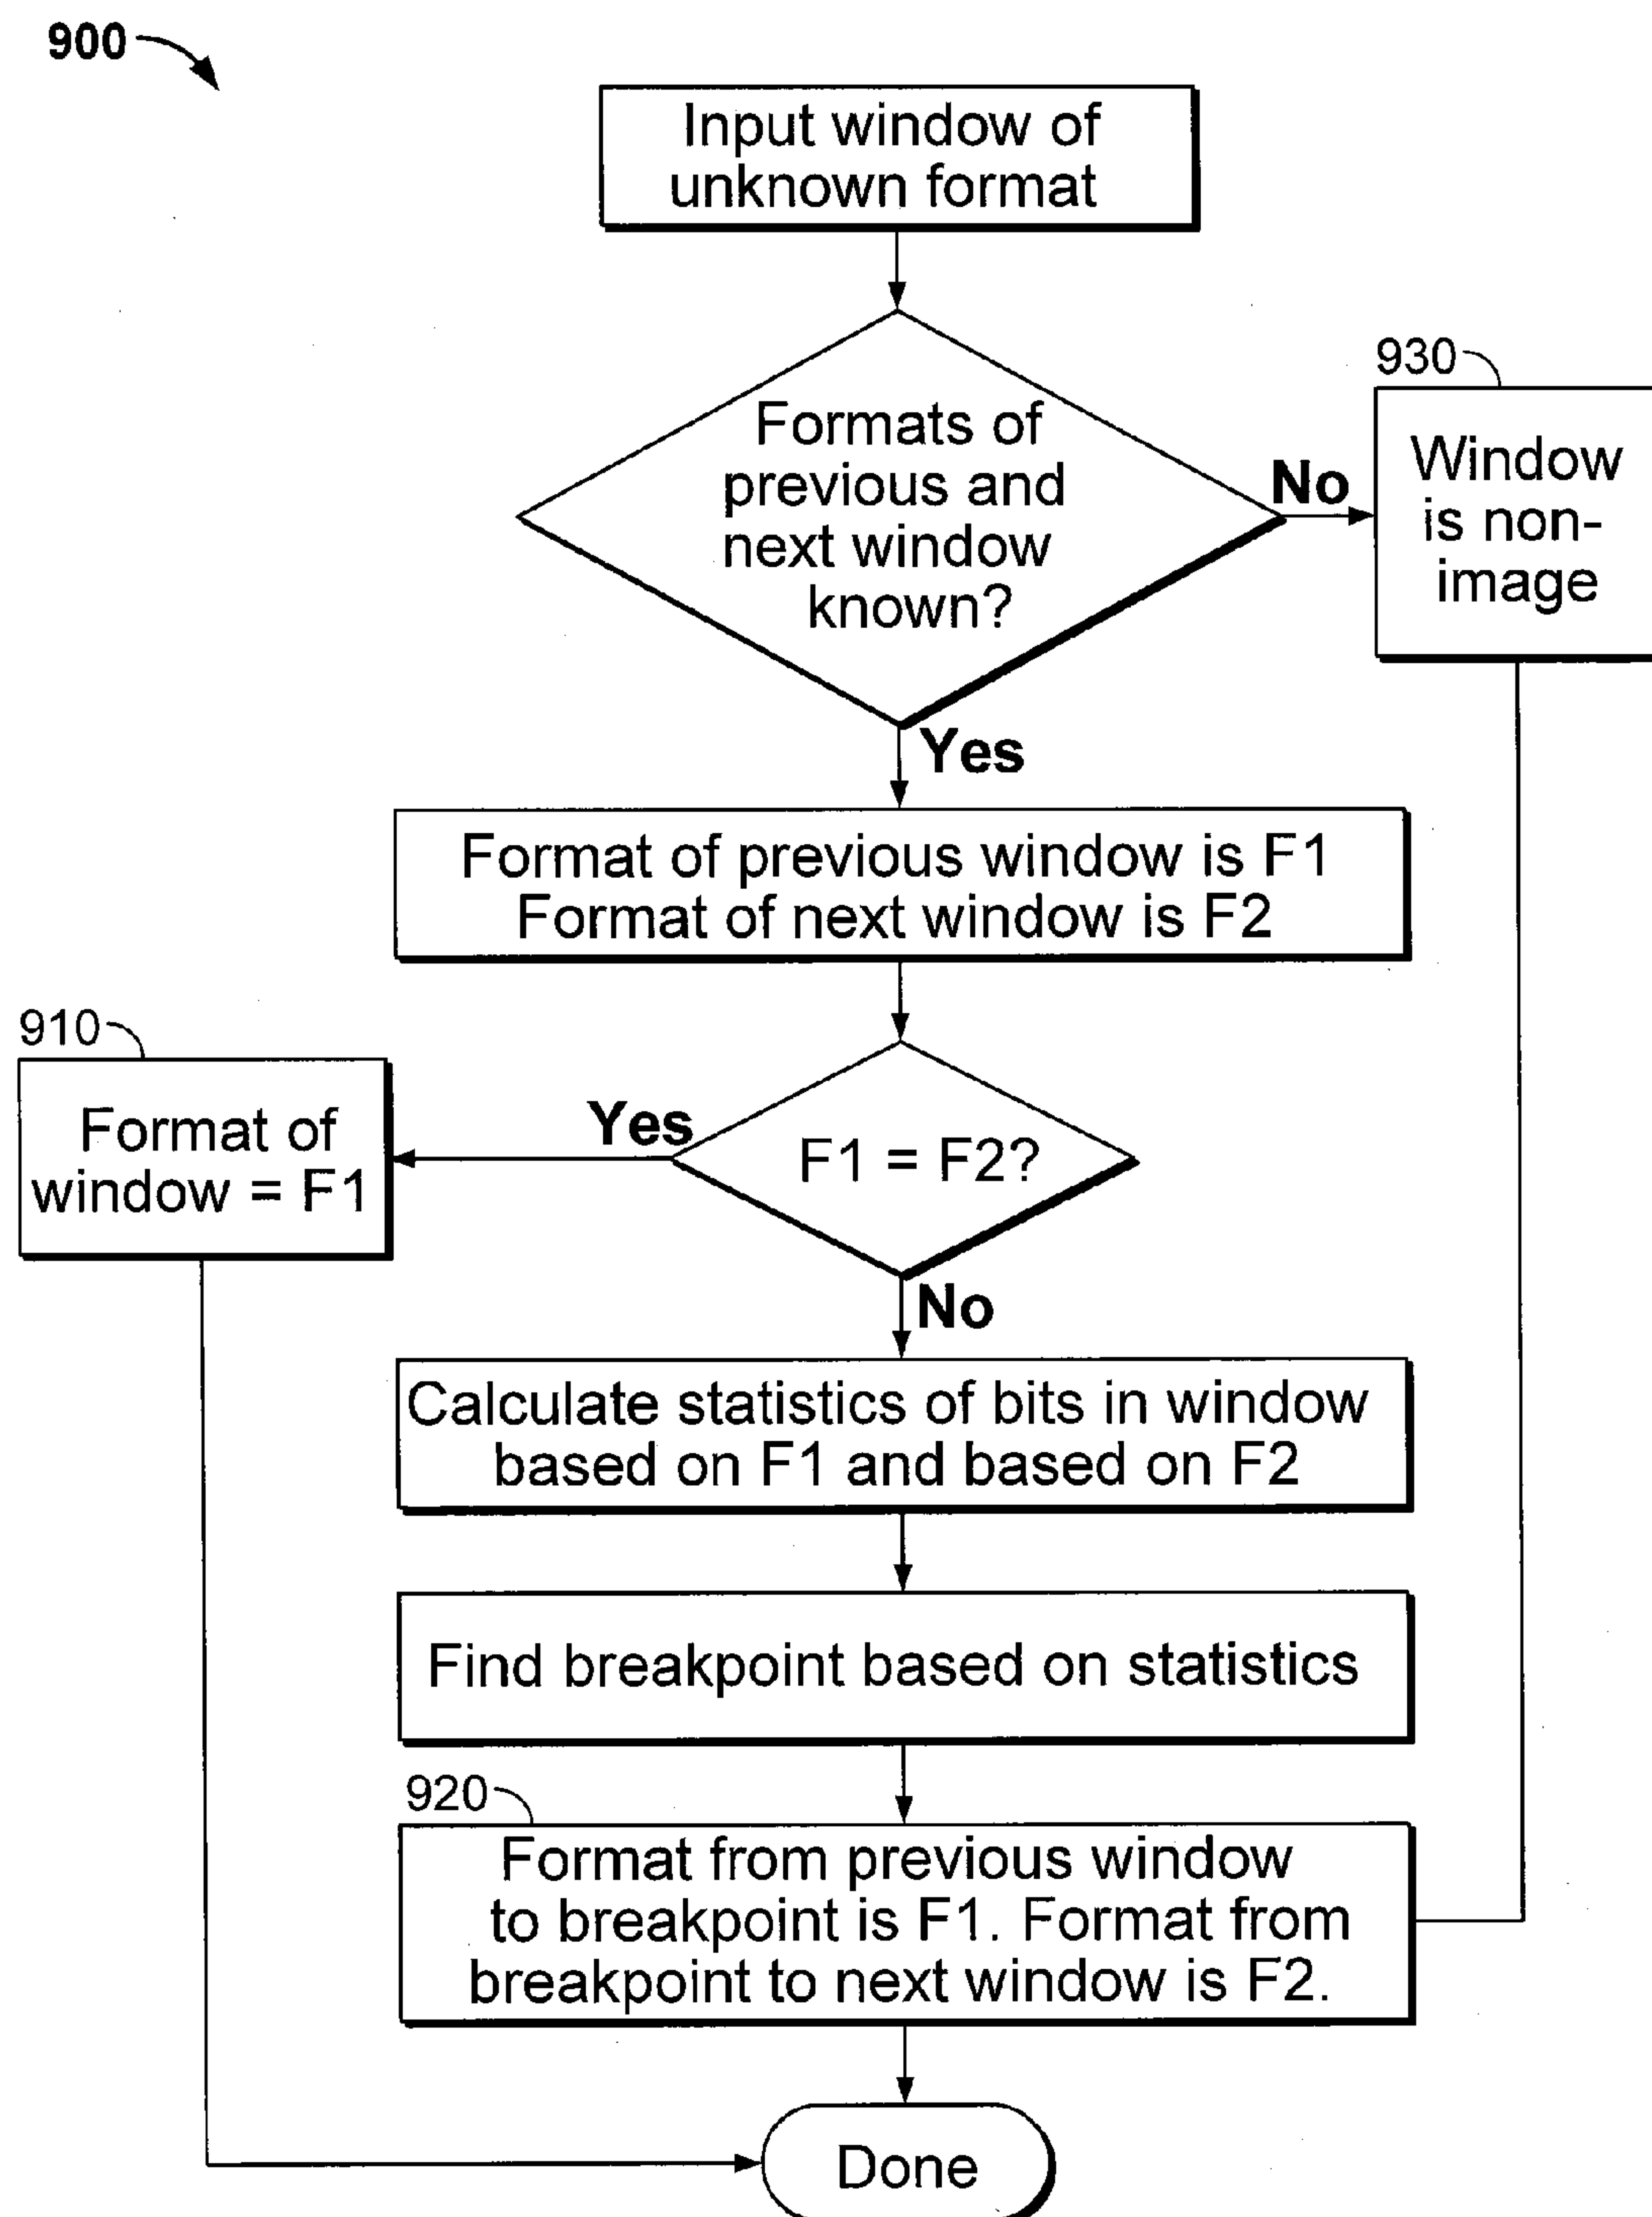 900
Input window of
unknown format
Formats of
previous and
next window
known?
No
930
Window
is non-
image
Yes
Format of previous window is F1
Format of next window is F2
910
Format of
window = F1
Yes
F1 = F2?
No
Calculate statistics of bits in window
based on F1 and based on F2
Find breakpoint based on statistics
920
Format from previous window
to breakpoint is F1. Format from
breakpoint to next window is F2.
Done